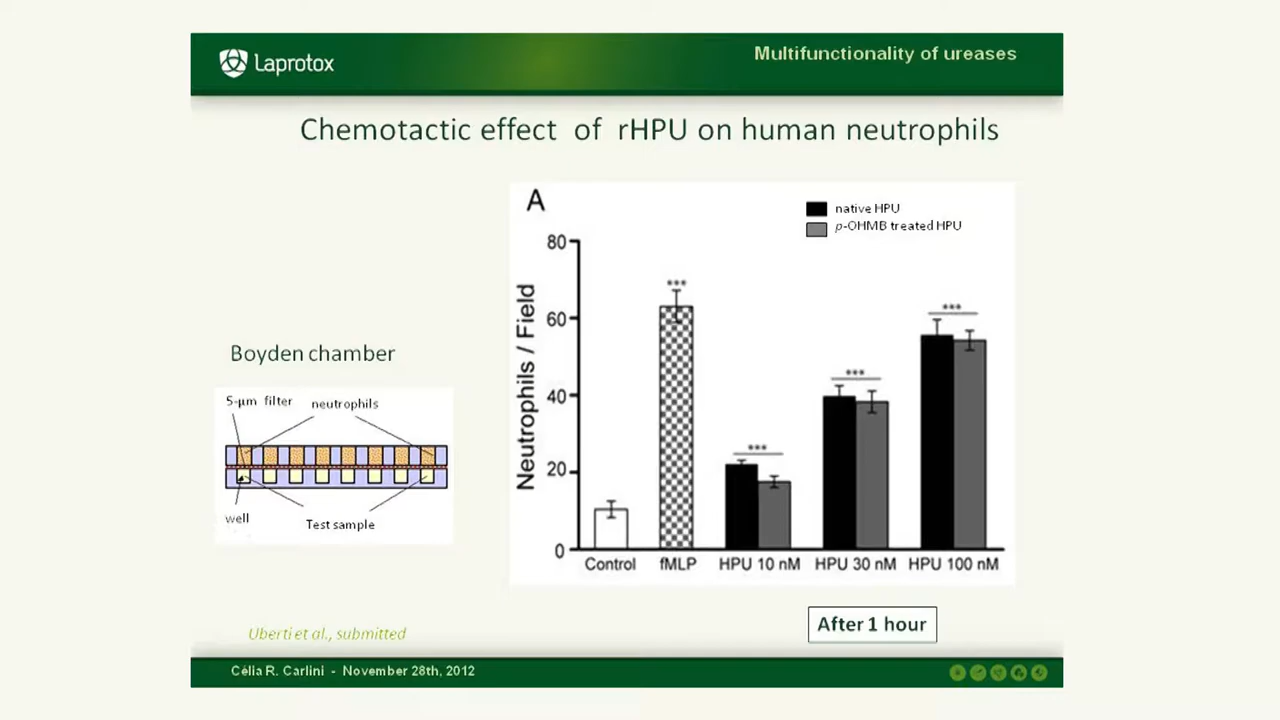 Laprotox
Multifunctionality of ureases
Chemotactic effect of rHPU on human neutrophils
A
native HPU
p-OHMB treated HPU
80
60
40
20
0
Neutrophils / Field
***
***
***
***
Control
fMLP
HPU 10 nM
HPU 30 nM
HPU 100 nM
Boyden chamber
5-µm filter
neutrophils
well
Test sample
After 1 hour
Uberti et al., submitted
Célia R. Carlini - November 28th, 2012